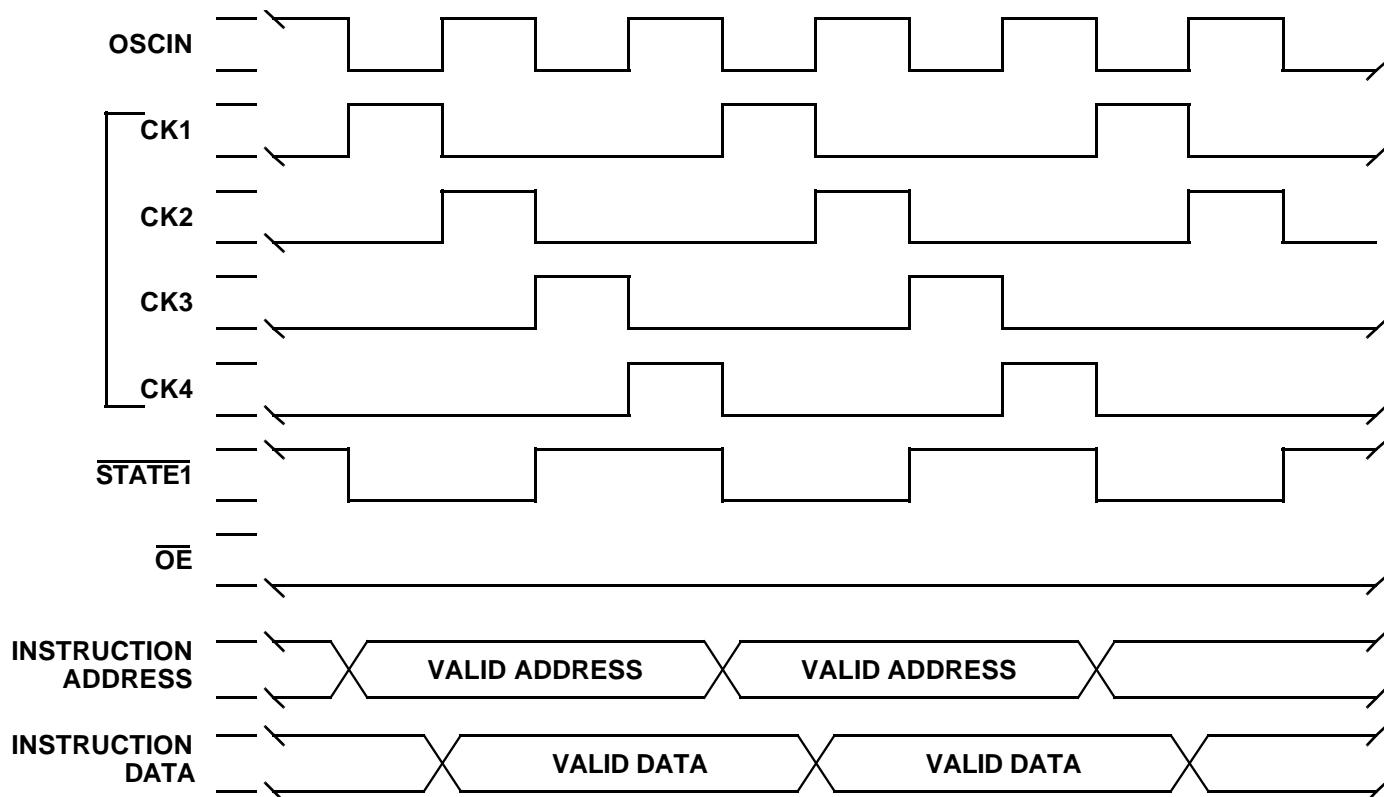 OSCIN
CK1
CK2
CK3
CK4
STATE1
OE
INSTRUCTION
ADDRESS
VALID ADDRESS VALID ADDRESS
INSTRUCTION
DATA
VALID DATA VALID DATA